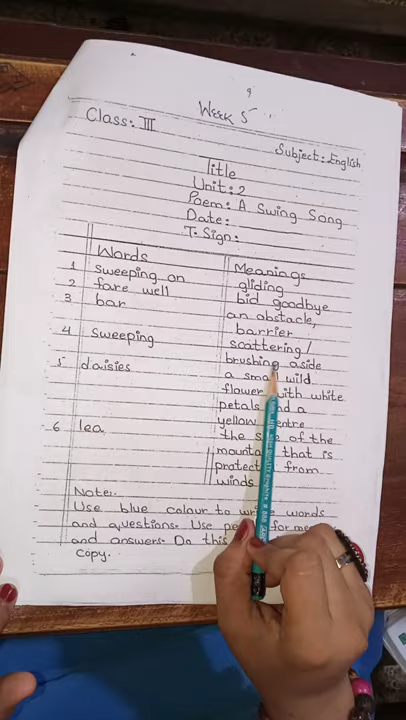 9
Week 5
Class: III
Subject: English
Title
Unit: 2
Poem: A Swing Song
Date:
T. Sign:
Words Meanings
1 sweeping on gliding
2 fare well bid goodbye
3 bar an obstacle,
barrier
4 Sweeping scattering/
brushing aside
5 daisies a small wild
flower with white
petals and a
yellow centre
6 lea the of the
mountain that is
protected from
winds
Note:.
Use blue colour to write words
and questions. Use for
and answers. Do this
copy.